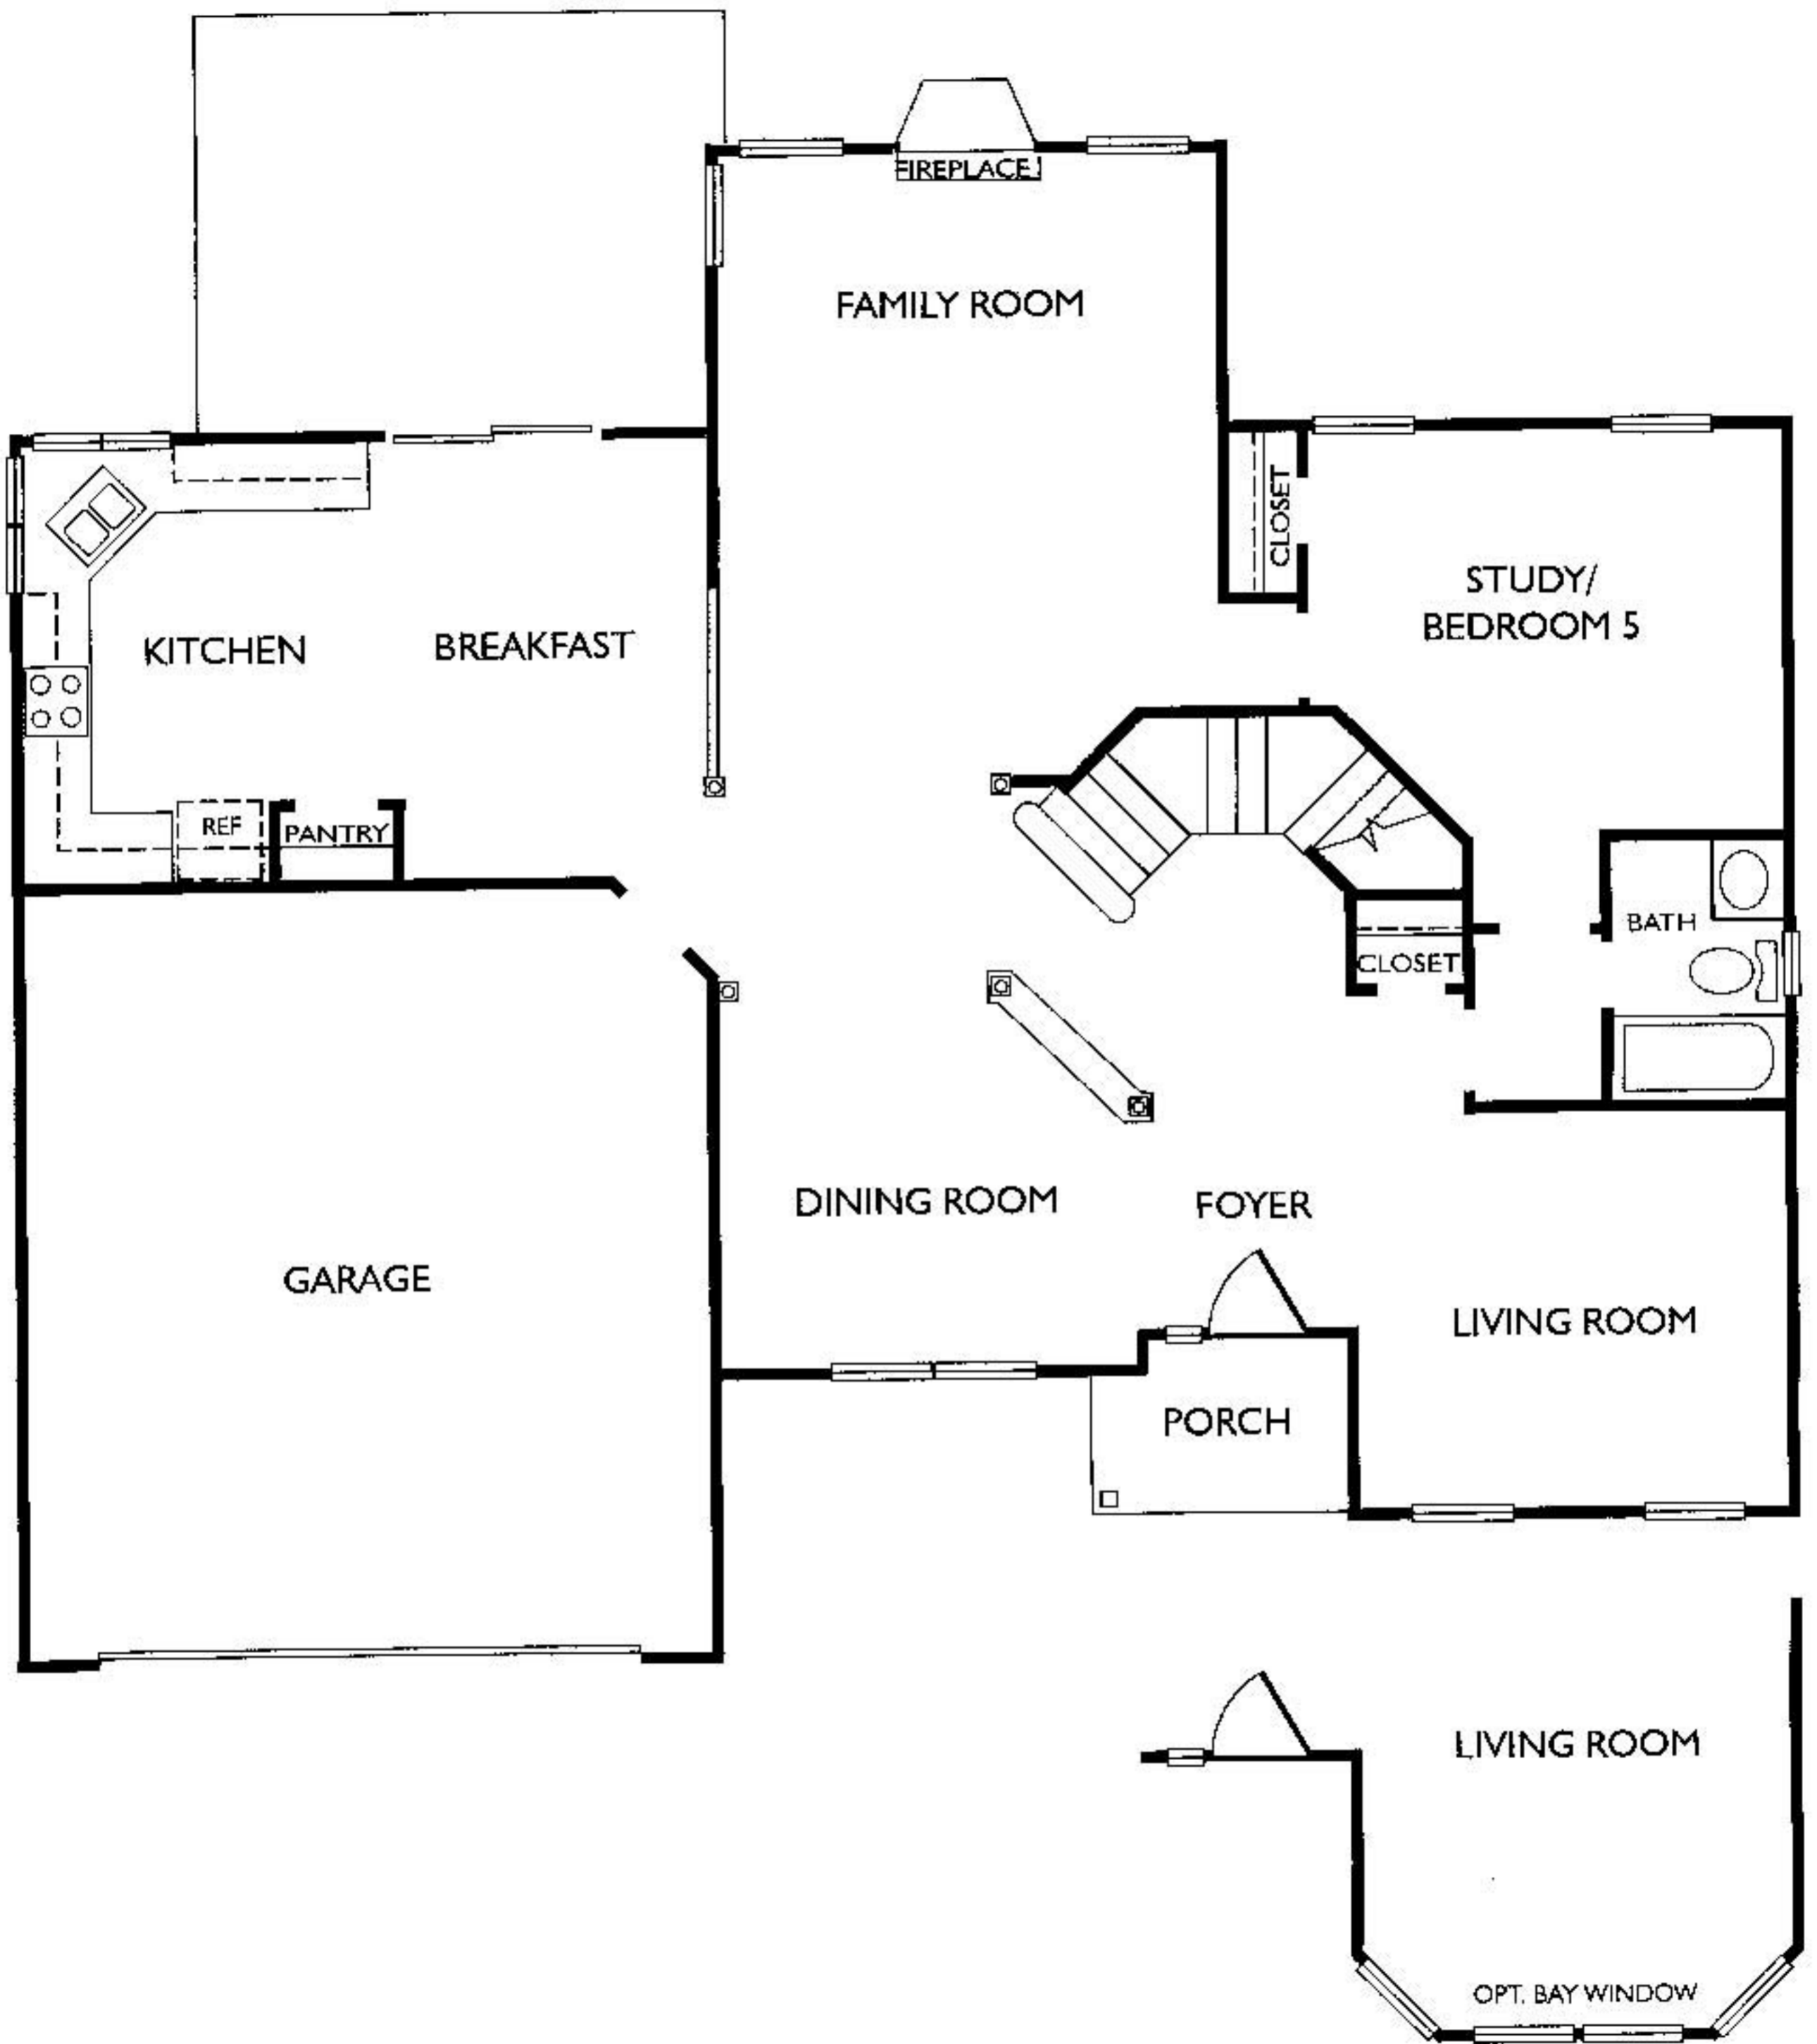 FIREPLACE
FAMILY ROOM
CLOSET
STUDY/
BEDROOM 5
KITCHEN
BREAKFAST
REF
PANTRY
BATH
CLOSET
DINING ROOM
FOYER
GARAGE
LIVING ROOM
PORCH
LIVING ROOM
OPT. BAY WINDOW